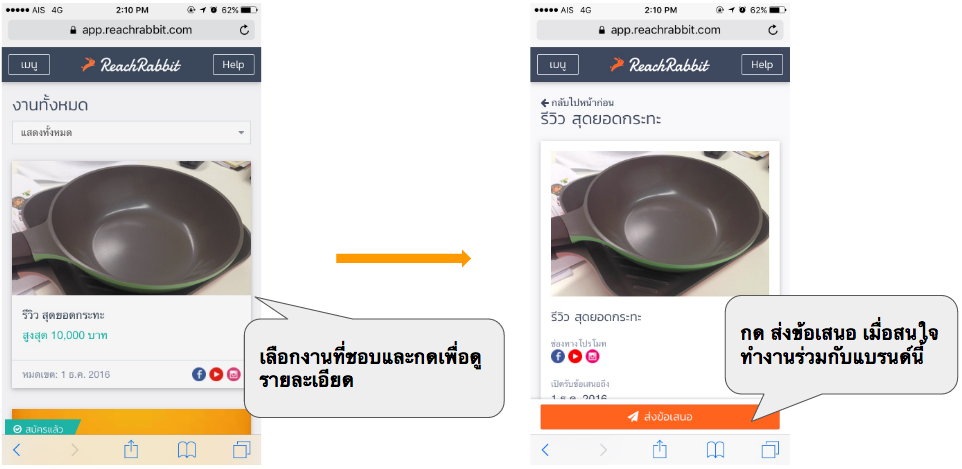 AIS 4G 2:10 PM 62%
app.reachrabbit.com
เมนู ReachRabbit Help
งานทั้งหมด
แสดงทั้งหมด
รีวิว สุดยอดกระทะ
สูงสุด 10,000 บาท
หมดเขต: 1 ธ.ค. 2016
สมัครแล้ว
เลือกงานที่ชอบและกดเพื่อดู
รายละเอียด
AIS 4G 2:10 PM 62%
app.reachrabbit.com
เมนู ReachRabbit Help
กลับไปหน้าก่อน
รีวิว สุดยอดกระทะ
รีวิว สุดยอดกระทะ
ช่องทางโปรโมท
เปิดรับข้อเสนอถึง
1 ธ.ค. 2016
ส่งข้อเสนอ
กด ส่งข้อเสนอ เมื่อสนใจ
ทำงานร่วมกับแบรนด์นี้